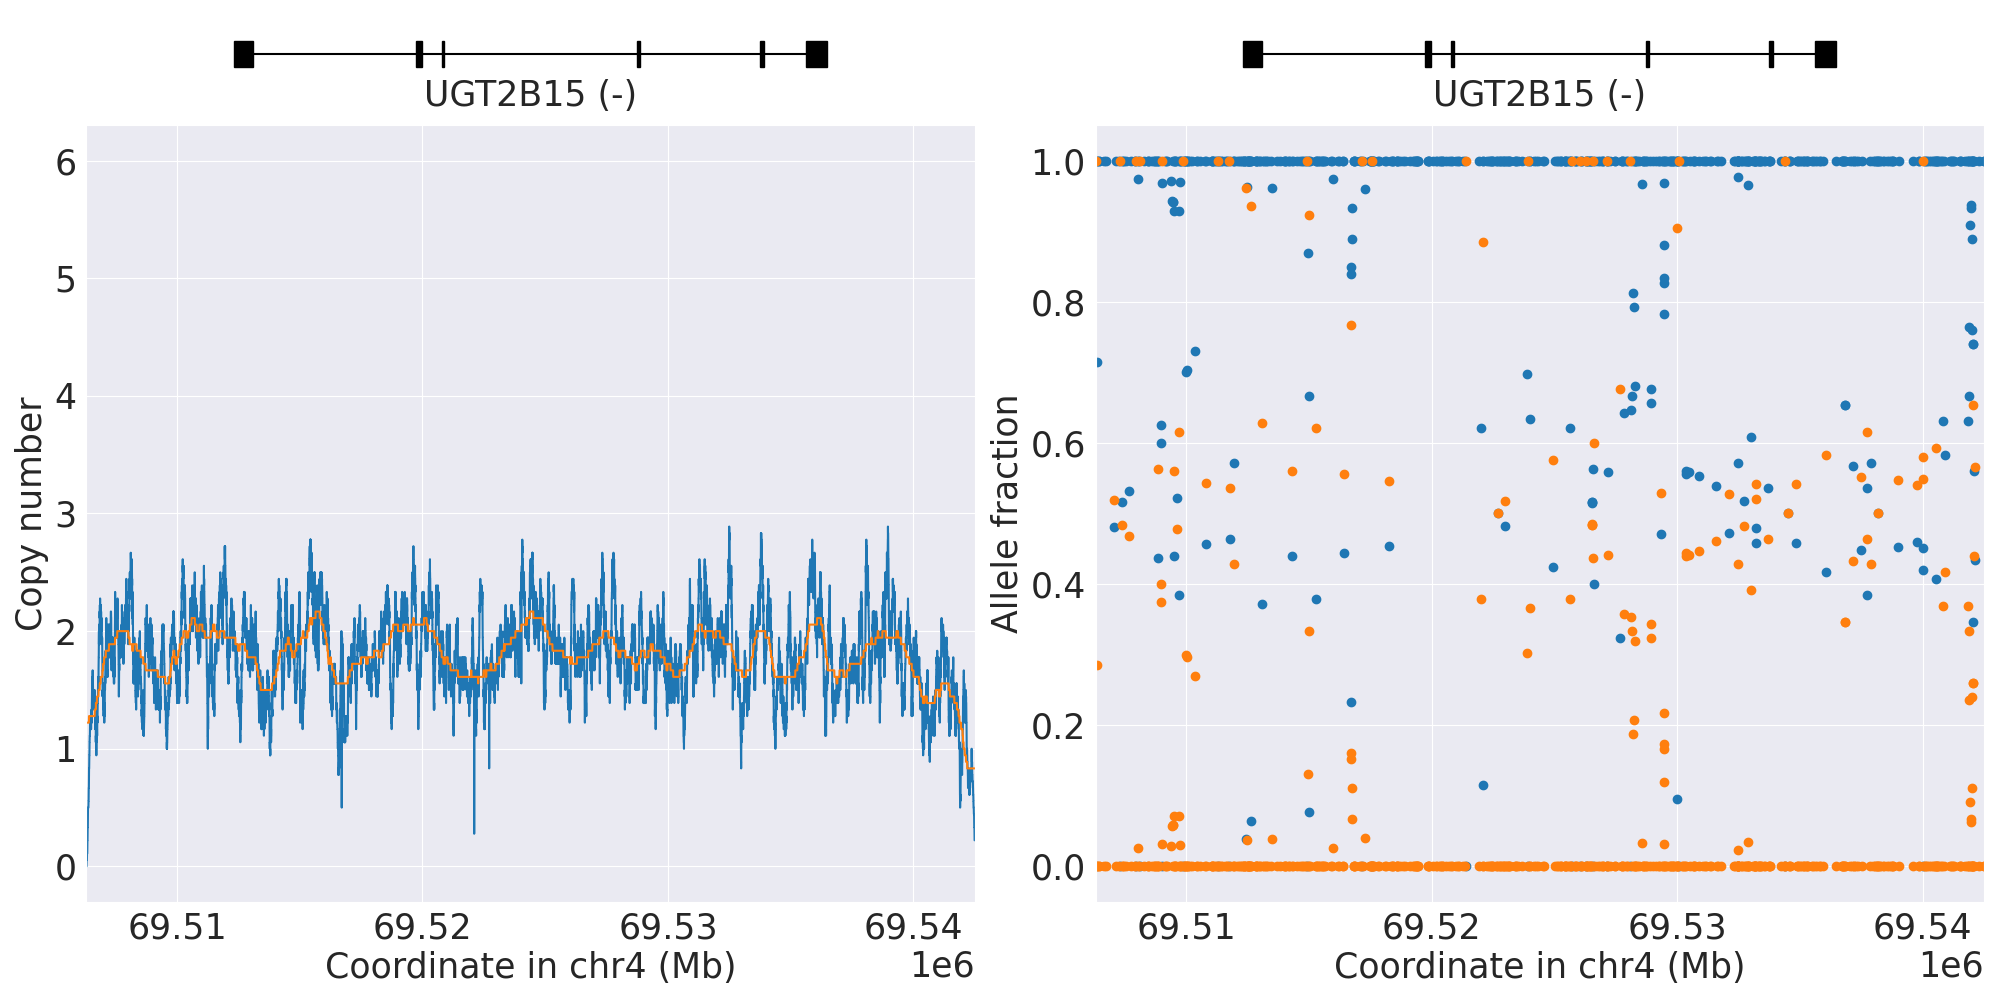 UGT2B15 (-)
6
5
4
3
2
1
0
Copy number
69.51 69.52 69.53 69.54
Coordinate in chr4 (Mb)
1e6
UGT2B15 (-)
1.0
0.8
0.6
0.4
0.2
0.0
Allele fraction
69.51 69.52 69.53 69.54
Coordinate in chr4 (Mb)
1e6